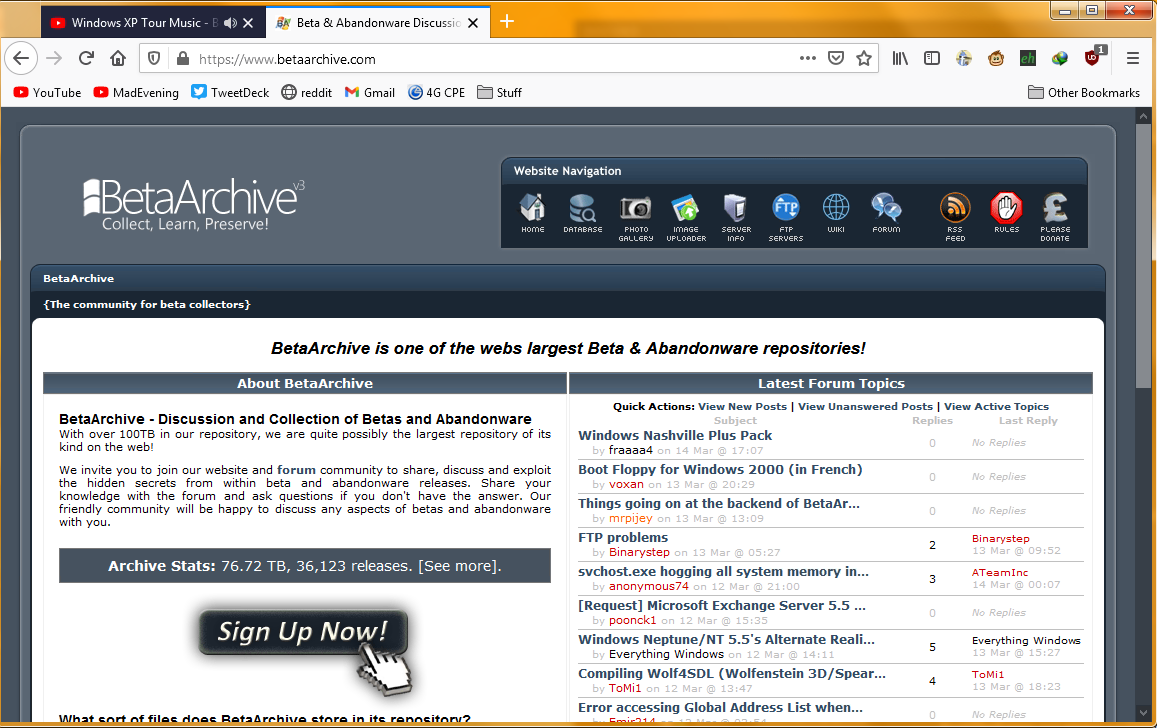 Windows XP Tour Music - B
Beta & Abandonware Discussio
https://www.betaarchive.com
1
YouTube
MadEvening
TweetDeck
reddit
Gmail
4G CPE
Stuff
Other Bookmarks
BetaArchive v3
Collect, Learn, Preserve!
Website Navigation
HOME
DATABASE
PHOTO GALLERY
IMAGE UPLOADER
SERVER INFO
FTP
FTP SERVERS
WIKI
FORUM
RSS FEED
RULES
PLEASE DONATE
BetaArchive
{The community for beta collectors}
BetaArchive is one of the webs largest Beta & Abandonware repositories!
About BetaArchive
BetaArchive - Discussion and Collection of Betas and Abandonware
With over 100TB in our repository, we are quite possibly the largest repository of its
kind on the web!
We invite you to join our website and forum community to share, discuss and exploit
the hidden secrets from within beta and abandonware releases. Share your
knowledge with the forum and ask questions if you don't have the answer. Our
friendly community will be happy to discuss any aspects of betas and abandonware
with you.
Archive Stats: 76.72 TB, 36,123 releases. [See more].
Sign Up Now!
What sort of files does BetaArchive store in its repository?
Latest Forum Topics
Quick Actions: View New Posts | View Unanswered Posts | View Active Topics
Subject Replies Last Reply
Windows Nashville Plus Pack
by fraaaa4 on 14 Mar @ 17:07
0 No Replies
Boot Floppy for Windows 2000 (in French)
by voxan on 13 Mar @ 20:29
0 No Replies
Things going on at the backend of BetaAr...
by mrpijey on 13 Mar @ 13:09
0 No Replies
FTP problems
by Binarystep on 13 Mar @ 05:27
2 Binarystep
13 Mar @ 09:52
svchost.exe hogging all system memory in...
by anonymous74 on 12 Mar @ 21:00
3 ATeamInc
14 Mar @ 00:07
[Request] Microsoft Exchange Server 5.5 ...
by poonck1 on 12 Mar @ 15:35
0 No Replies
Windows Neptune/NT 5.5's Alternate Reali...
by Everything Windows on 12 Mar @ 14:11
5 Everything Windows
13 Mar @ 15:27
Compiling Wolf4SDL (Wolfenstein 3D/Spear...
by ToMi1 on 12 Mar @ 13:47
4 ToMi1
13 Mar @ 18:23
Error accessing Global Address List when...
0 No Replies